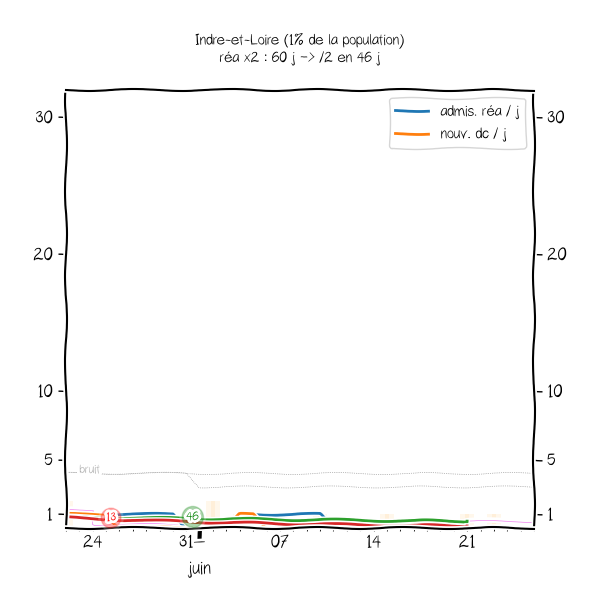 Indre-et-Loire (1% de la population)
réa x2 : 60 j -> /2 en 46 j
admis. réa / j
nouv. dc / j
30
30
20
20
10
10
5
5
bruit
1
1
13
46
24
31
07
14
21
juin